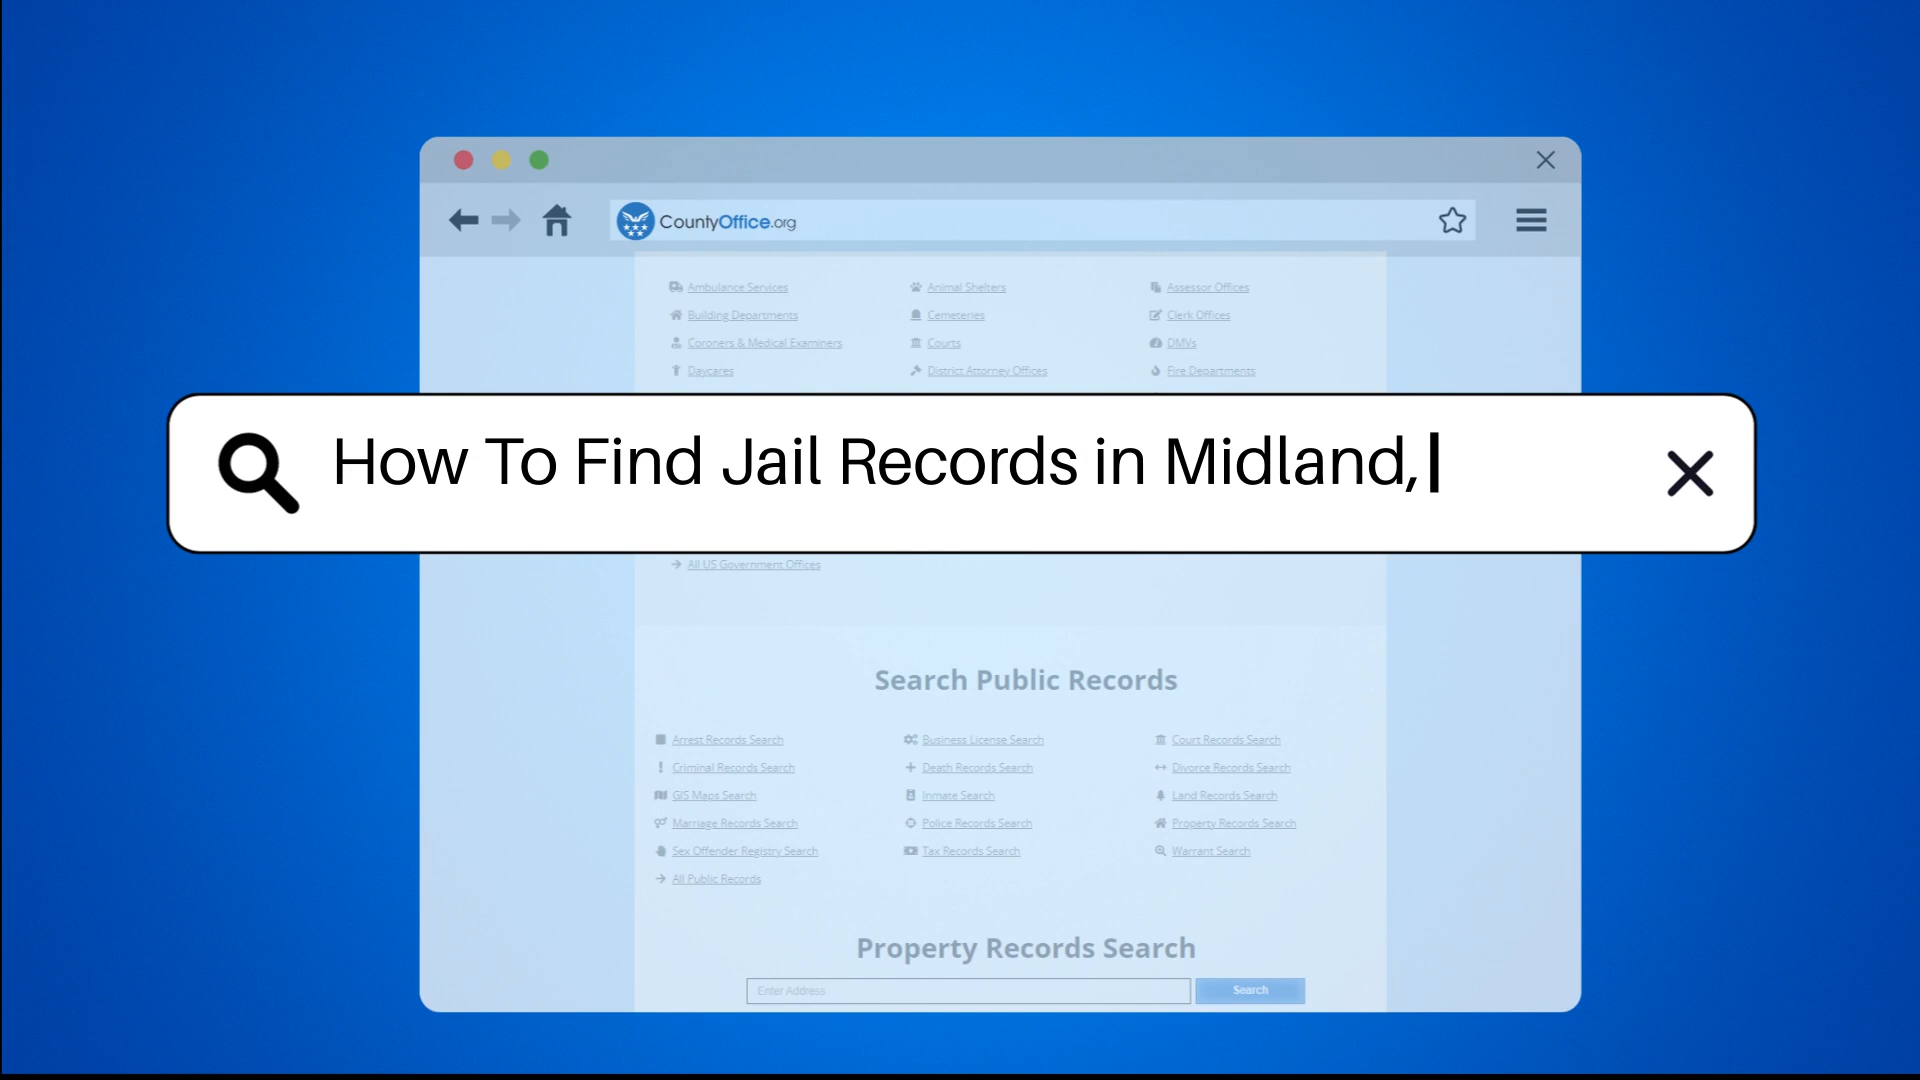 CountyOffice.org
Ambulance Services Animal Shelters Assessor Offices
Building Departments Cemeteries Clerk Offices
Coroners & Medical Examiners Courts DMVs
Daycares District Attorney Offices Fire Departments
How To Find Jail Records in Midland,
All US Government Offices
Search Public Records
Arrest Records Search Business License Search Court Records Search
Criminal Records Search Death Records Search Divorce Records Search
GIS Maps Search Inmate Search Land Records Search
Marriage Records Search Police Records Search Property Records Search
Sex Offender Registry Search Tax Records Search Warrant Search
All Public Records
Property Records Search
Enter Address Search